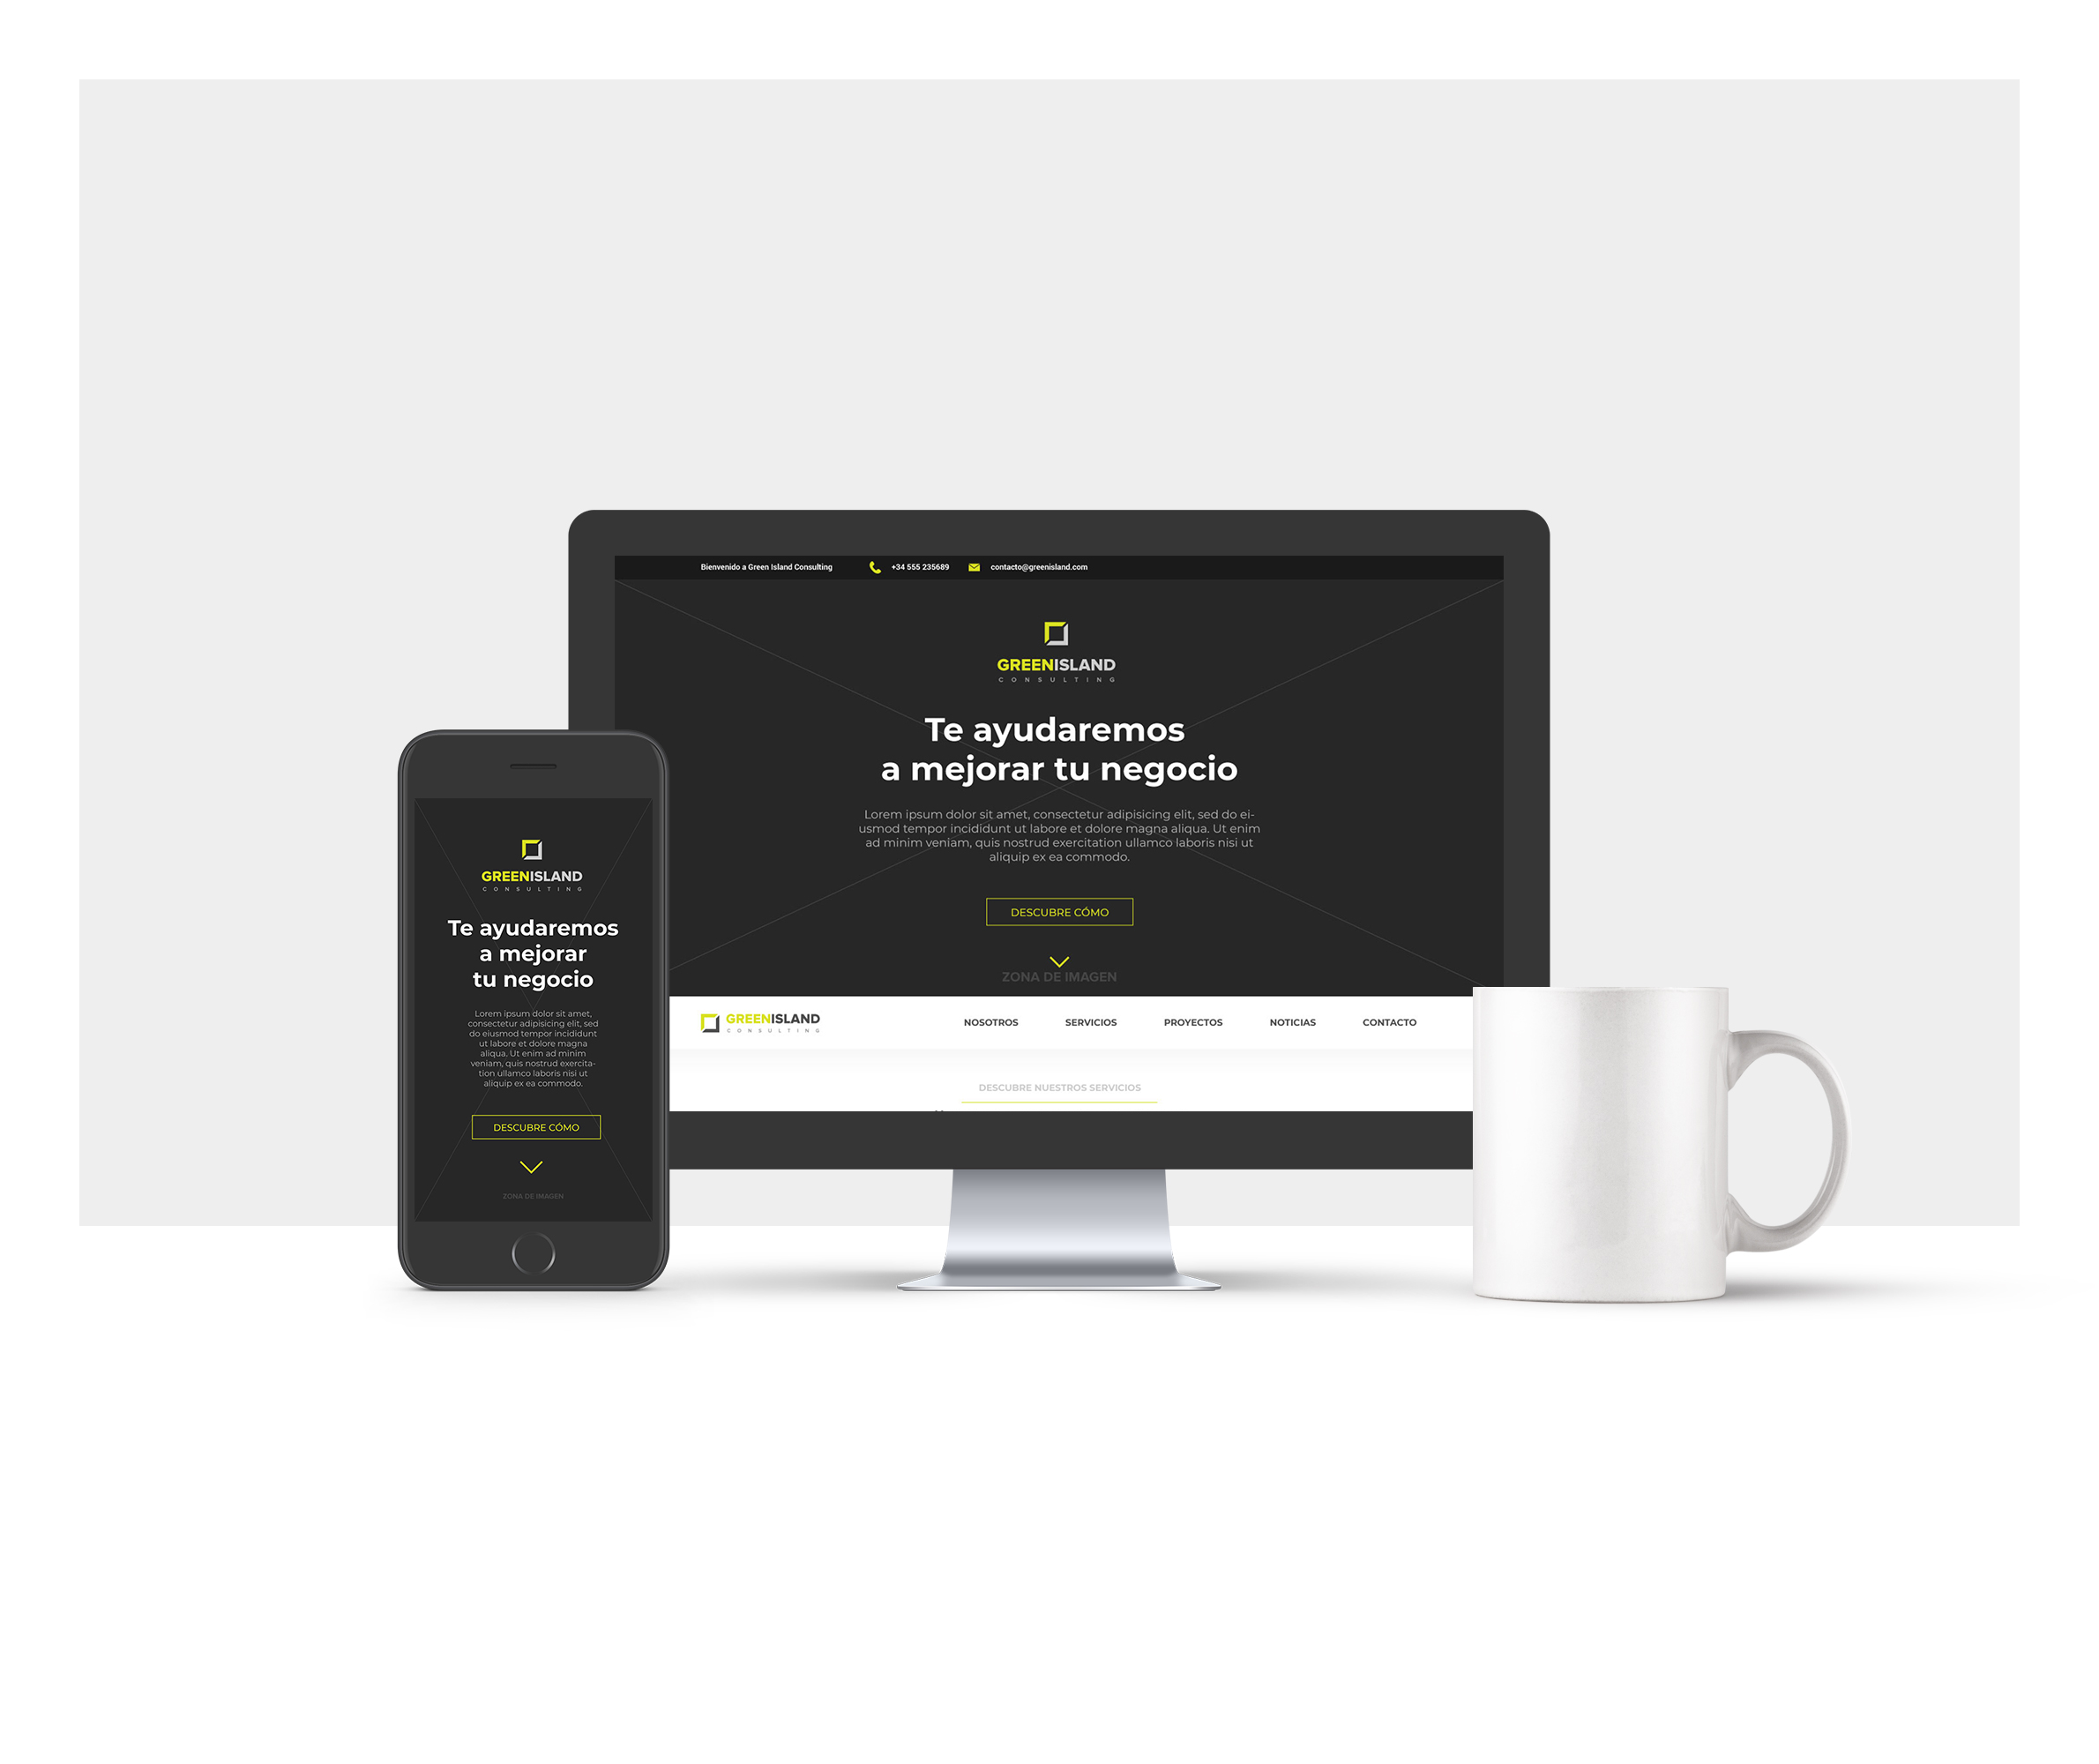 Bienvenido a Green Island Consulting +34 555 235689 contacto@greenisland.com
GREENISLAND
CONSULTING
Te ayudaremos
a mejorar tu negocio
Lorem ipsum dolor sit amet, consectetur adipisicing elit, sed do ei-
usmod tempor incididunt ut labore et dolore magna aliqua. Ut enim
ad minim veniam, quis nostrud exercitation ullamco laboris nisi ut
aliquip ex ea commodo.
DESCUBRE CÓMO
ZONA DE IMAGEN
GREENISLAND
CONSULTING
NOSOTROS SERVICIOS PROYECTOS NOTICIAS CONTACTO
DESCUBRE NUESTROS SERVICIOS
GREENISLAND
CONSULTING
Te ayudaremos
a mejorar
tu negocio
Lorem ipsum dolor sit amet,
consectetur adipisicing elit, sed
do eiusmod tempor incididunt
ut labore et dolore magna
aliqua. Ut enim ad minim
veniam, quis nostrud exercita-
tion ullamco laboris nisi ut
aliquip ex ea commodo.
DESCUBRE CÓMO
ZONA DE IMAGEN